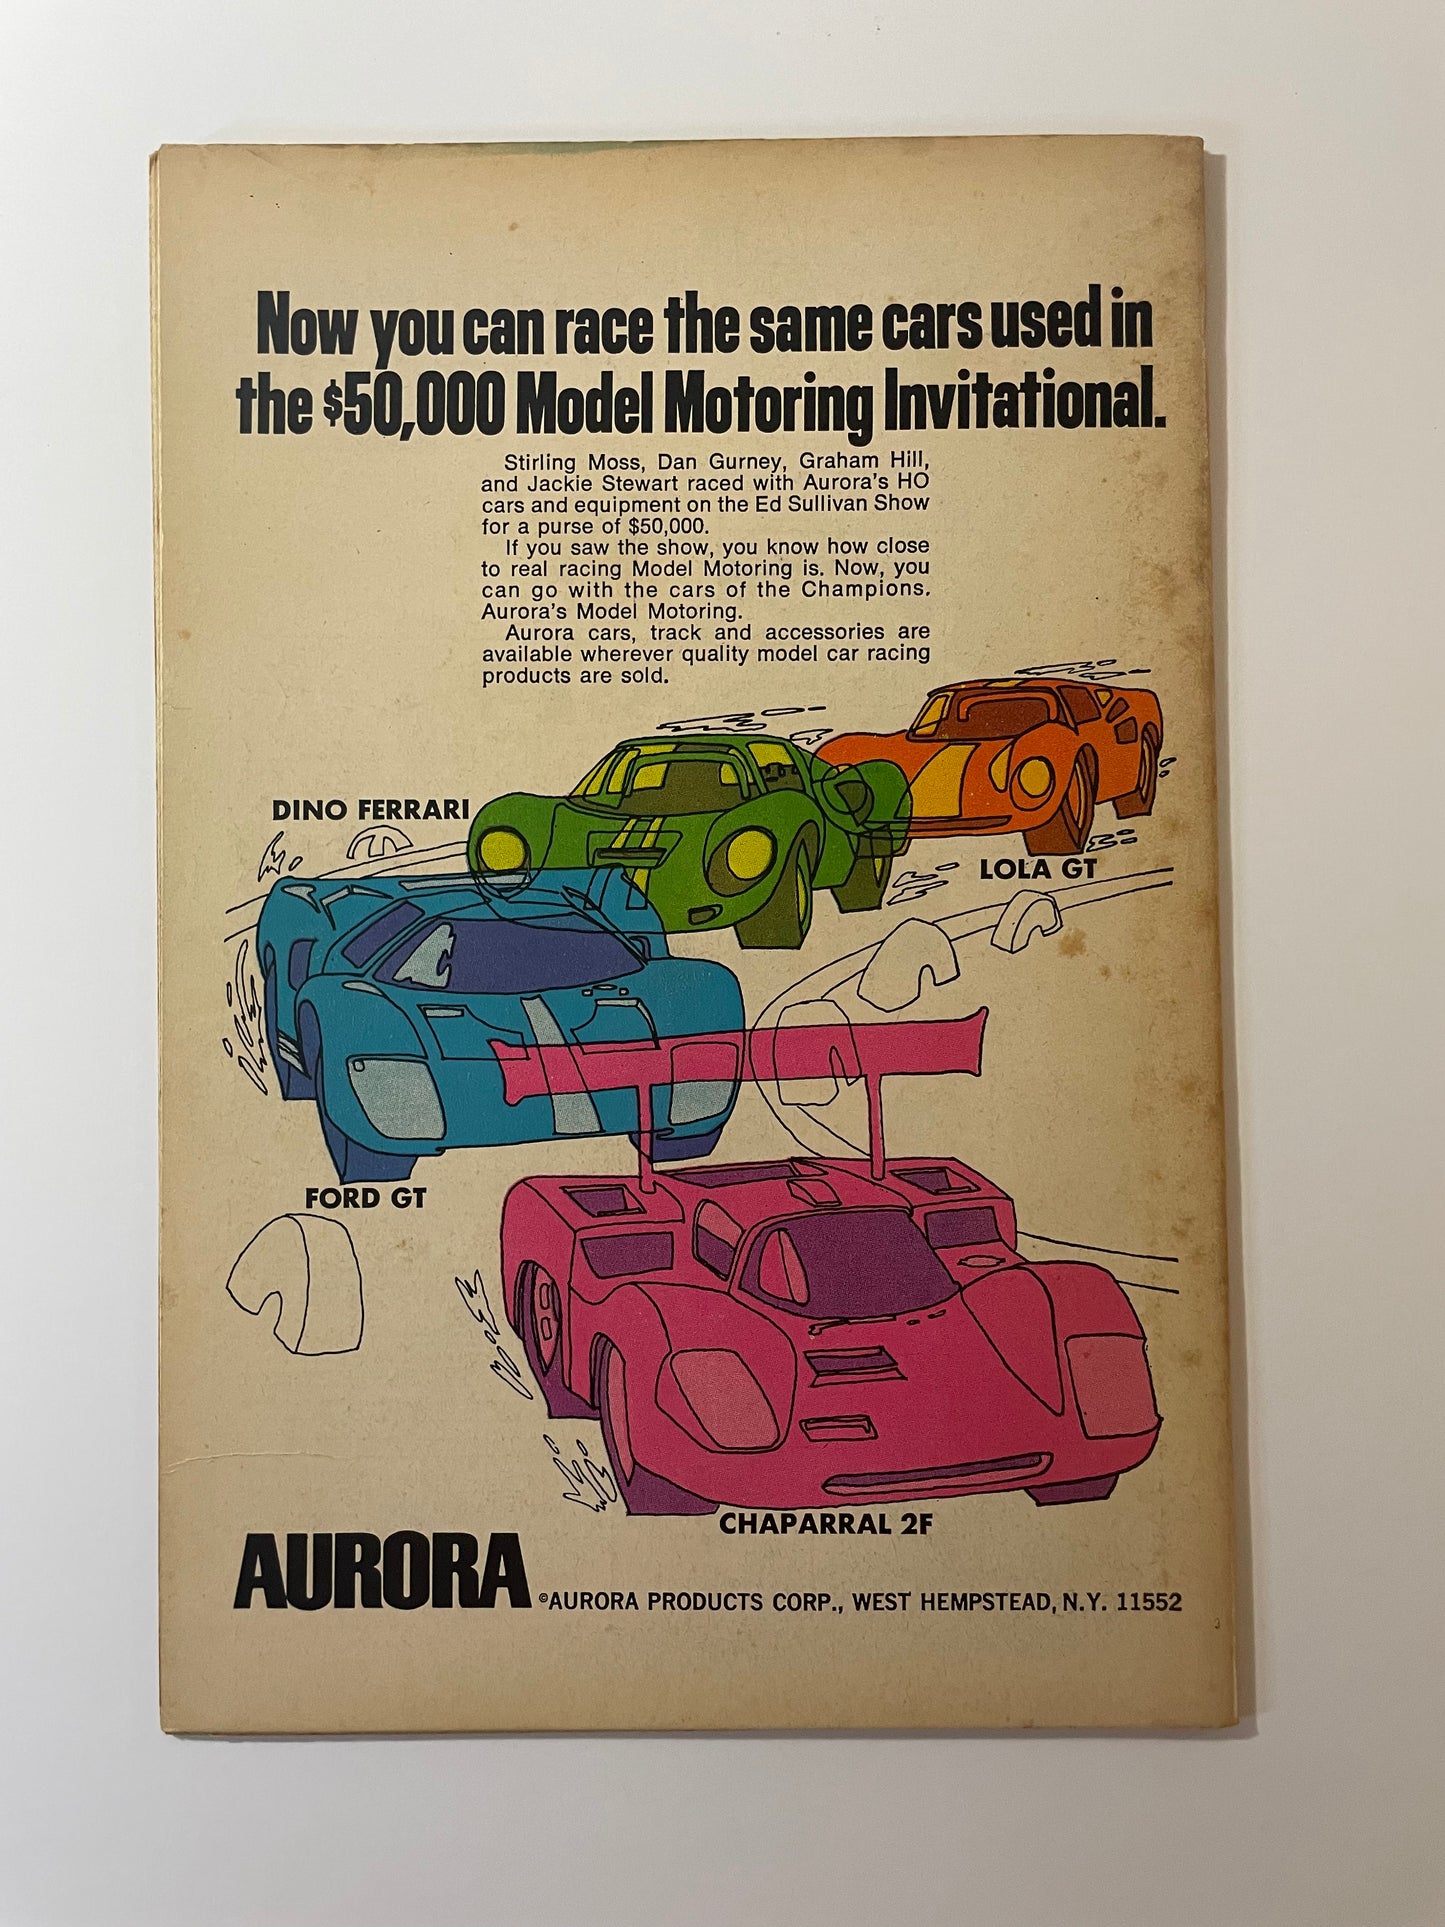 Now you can race the same cars used in
the $50,000 Model Motoring Invitational.
Stirling Moss, Dan Gurney, Graham Hill,
and Jackie Stewart raced with Aurora's HO
cars and equipment on the Ed Sullivan Show
for a purse of $50,000.
If you saw the show, you know how close
to real racing Model Motoring is. Now, you
can go with the cars of the Champions.
Aurora's Model Motoring.
Aurora cars, track and accessories are
available wherever quality model car racing
products are sold.
DINO FERRARI
LOLA GT
FORD GT
CHAPARRAL 2F
AURORA
©AURORA PRODUCTS CORP., WEST HEMPSTEAD, N.Y. 11552